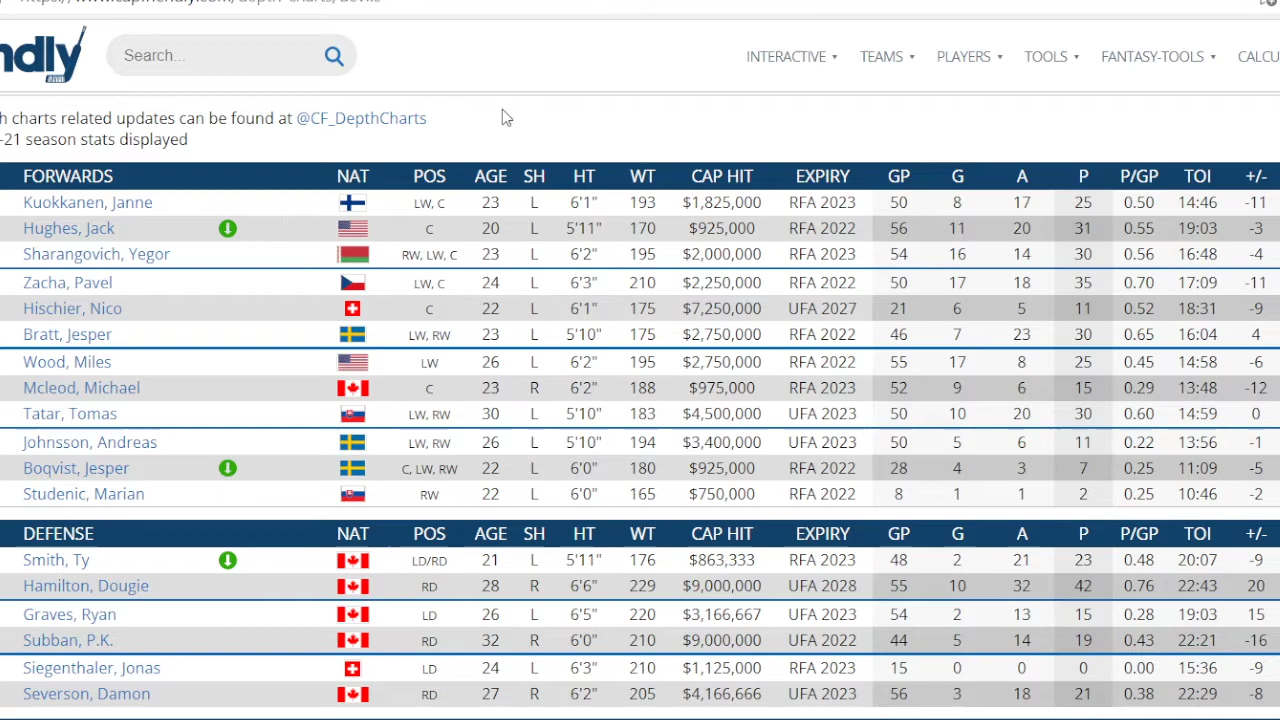 https://www.capfriendly.com/depth-charts/devils
ndly
Search...
INTERACTIVE TEAMS PLAYERS TOOLS FANTASY-TOOLS CALCU
h charts related updates can be found at @CF_DepthCharts
-21 season stats displayed
FORWARDS NAT POS AGE SH HT WT CAP HIT EXPIRY GP G A P P/GP TOI +/-
Kuokkanen, Janne LW, C 23 L 6'1" 193 $1,825,000 RFA 2023 50 8 17 25 0.50 14:46 -11
Hughes, Jack C 20 L 5'11" 170 $925,000 RFA 2022 56 11 20 31 0.55 19:03 -3
Sharangovich, Yegor RW, LW, C 23 L 6'2" 195 $2,000,000 RFA 2023 54 16 14 30 0.56 16:48 -4
Zacha, Pavel LW, C 24 L 6'3" 210 $2,250,000 RFA 2022 50 17 18 35 0.70 17:09 -11
Hischier, Nico C 22 L 6'1" 175 $7,250,000 UFA 2027 21 6 5 11 0.52 18:31 -9
Bratt, Jesper LW, RW 23 L 5'10" 175 $2,750,000 RFA 2022 46 7 23 30 0.65 16:04 4
Wood, Miles LW 26 L 6'2" 195 $2,750,000 RFA 2022 55 17 8 25 0.45 14:58 -6
Mcleod, Michael C 23 R 6'2" 188 $975,000 RFA 2023 52 9 6 15 0.29 13:48 -12
Tatar, Tomas LW, RW 30 L 5'10" 183 $4,500,000 UFA 2023 50 10 20 30 0.60 14:59 0
Johnsson, Andreas LW, RW 26 L 5'10" 194 $3,400,000 UFA 2023 50 5 6 11 0.22 13:56 -1
Boqvist, Jesper C, LW, RW 22 L 6'0" 180 $925,000 RFA 2022 28 4 3 7 0.25 11:09 -5
Studenic, Marian RW 22 L 6'0" 165 $750,000 RFA 2022 8 1 1 2 0.25 10:46 -2
DEFENSE NAT POS AGE SH HT WT CAP HIT EXPIRY GP G A P P/GP TOI +/-
Smith, Ty LD/RD 21 L 5'11" 176 $863,333 RFA 2023 48 2 21 23 0.48 20:07 -9
Hamilton, Dougie RD 28 R 6'6" 229 $9,000,000 UFA 2028 55 10 32 42 0.76 22:43 20
Graves, Ryan LD 26 L 6'5" 220 $3,166,667 UFA 2023 54 2 13 15 0.28 19:03 15
Subban, P.K. RD 32 R 6'0" 210 $9,000,000 UFA 2022 44 5 14 19 0.43 22:21 -16
Siegenthaler, Jonas LD 24 L 6'3" 210 $1,125,000 RFA 2023 15 0 0 0 0.00 15:36 -9
Severson, Damon RD 27 R 6'2" 205 $4,166,666 UFA 2023 56 3 18 21 0.38 22:29 -8